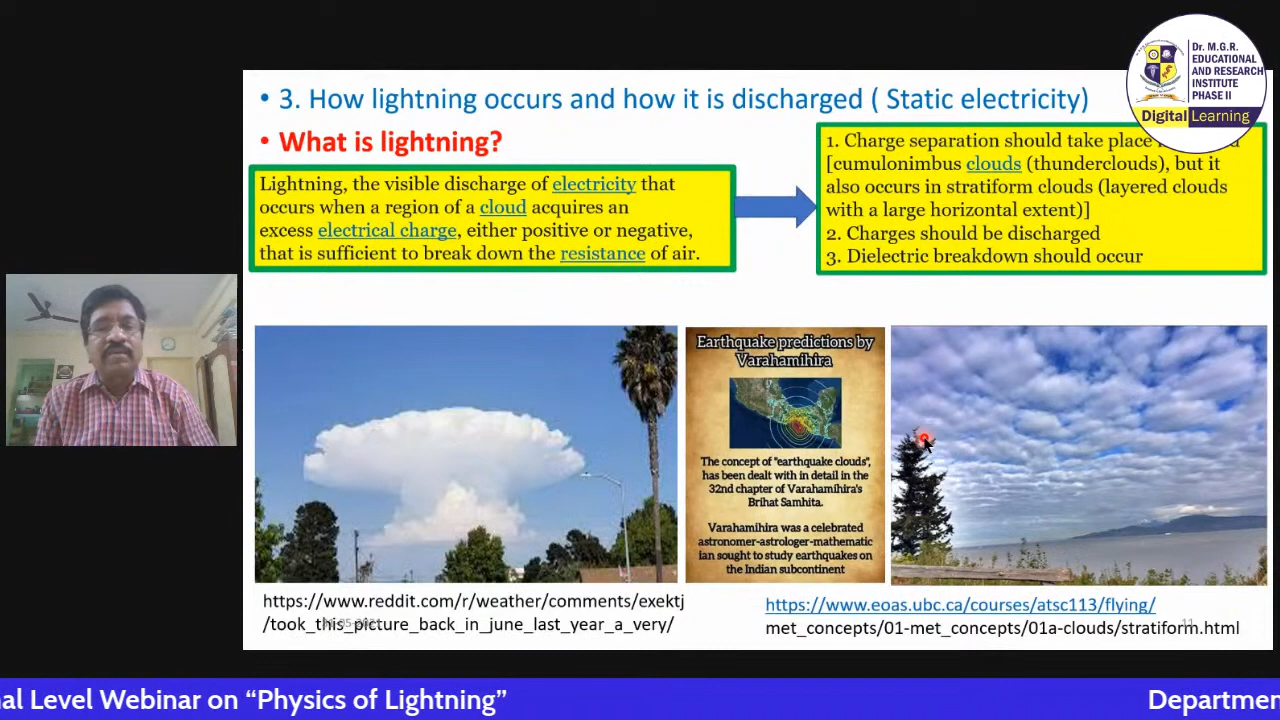 Dr. M.G.R.
EDUCATIONAL
AND RESEARCH
INSTITUTE
PHASE II
Digital Learning
• 3. How lightning occurs and how it is discharged ( Static electricity)
• What is lightning?
Lightning, the visible discharge of electricity that
occurs when a region of a cloud acquires an
excess electrical charge, either positive or negative,
that is sufficient to break down the resistance of air.
1. Charge separation should take place
[cumulonimbus clouds (thunderclouds), but it
also occurs in stratiform clouds (layered clouds
with a large horizontal extent)]
2. Charges should be discharged
3. Dielectric breakdown should occur
Earthquake predictions by
Varahamihira
The concept of "earthquake clouds",
has been dealt with in detail in the
32nd chapter of Varahamihira's
Brihat Samhita.
Varahamihira was a celebrated
astronomer-astrologer-mathematic
ian sought to study earthquakes on
the Indian subcontinent
https://www.reddit.com/r/weather/comments/exektj
/took_this_picture_back_in_june_last_year_a_very/
https://www.eoas.ubc.ca/courses/atsc113/flying/
met_concepts/01-met_concepts/01a-clouds/stratiform.html
11
nal Level Webinar on “Physics of Lightning”
Departmen